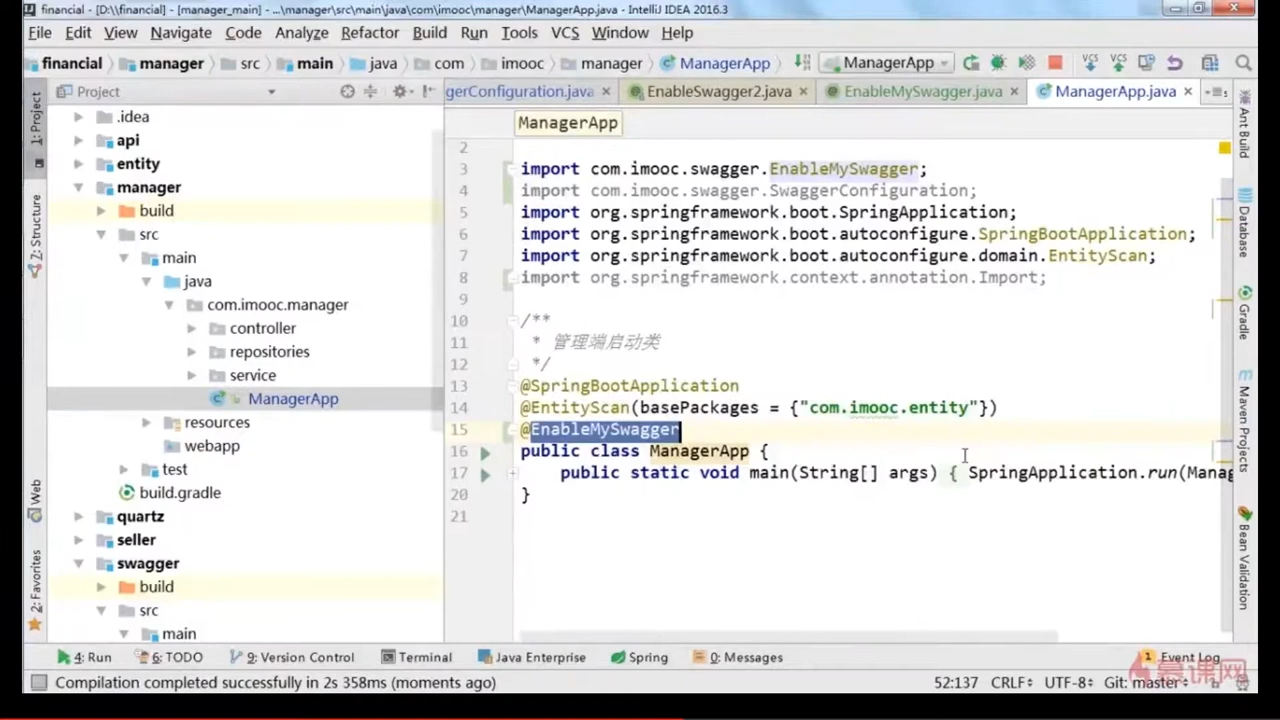 financial - [D:\\financial] - [manager_main] - ...\manager\src\main\java\com\imooc\manager\ManagerApp.java - IntelliJ IDEA 2016.3
File Edit View Navigate Code Analyze Refactor Build Run Tools VCS Window Help
financial manager src main java com imooc manager ManagerApp ManagerApp
Project gerConfiguration.java EnableSwagger2.java EnableMySwagger.java ManagerApp.java
ManagerApp
.idea
api
entity
manager
build
src
main
java
com.imooc.manager
controller
repositories
service
ManagerApp
resources
webapp
test
build.gradle
quartz
seller
swagger
build
src
main
2
3 import com.imooc.swagger.EnableMySwagger;
4 import com.imooc.swagger.SwaggerConfiguration;
5 import org.springframework.boot.SpringApplication;
6 import org.springframework.boot.autoconfigure.SpringBootApplication;
7 import org.springframework.boot.autoconfigure.domain.EntityScan;
8 import org.springframework.context.annotation.Import;
9
10 /**
11 * 管理端启动类
12 */
13 @SpringBootApplication
14 @EntityScan(basePackages = {"com.imooc.entity"})
15 @EnableMySwagger
16 public class ManagerApp {
17 public static void main(String[] args) { SpringApplication.run(Manag
20 }
21
1: Project
7: Structure
Web
2: Favorites
Ant Build
Database
Gradle
Maven Projects
Bean Validation
4: Run 6: TODO 9: Version Control Terminal Java Enterprise Spring 0: Messages 1 Event Log
Compilation completed successfully in 2s 358ms (moments ago) 52:137 CRLF UTF-8 Git: master
慕课网